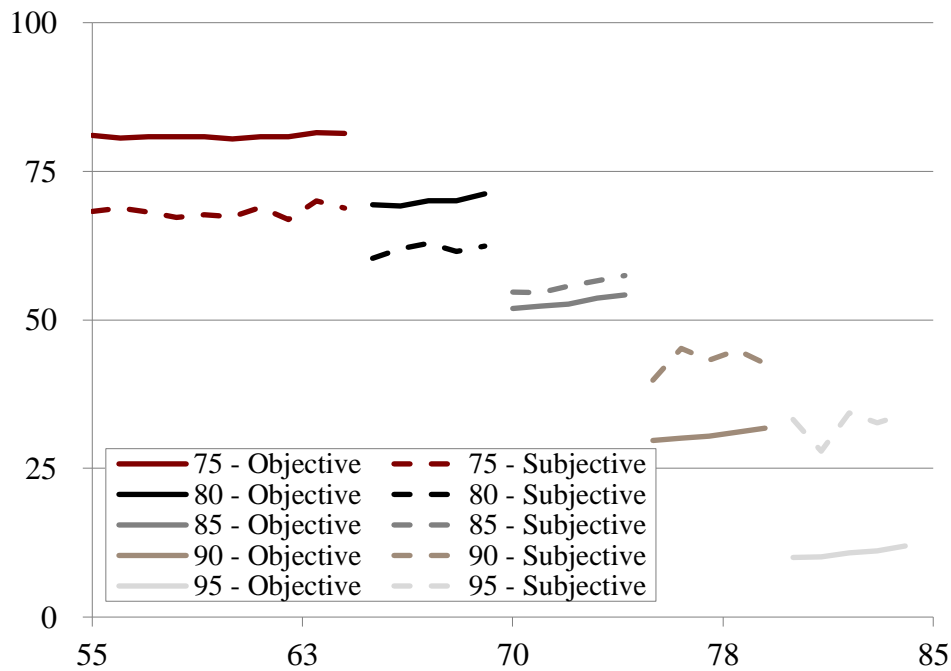 100
75
50
25
0
75 - Objective 75 - Subjective
80 - Objective 80 - Subjective
85 - Objective 85 - Subjective
90 - Objective 90 - Subjective
95 - Objective 95 - Subjective
55 63 70 78 85